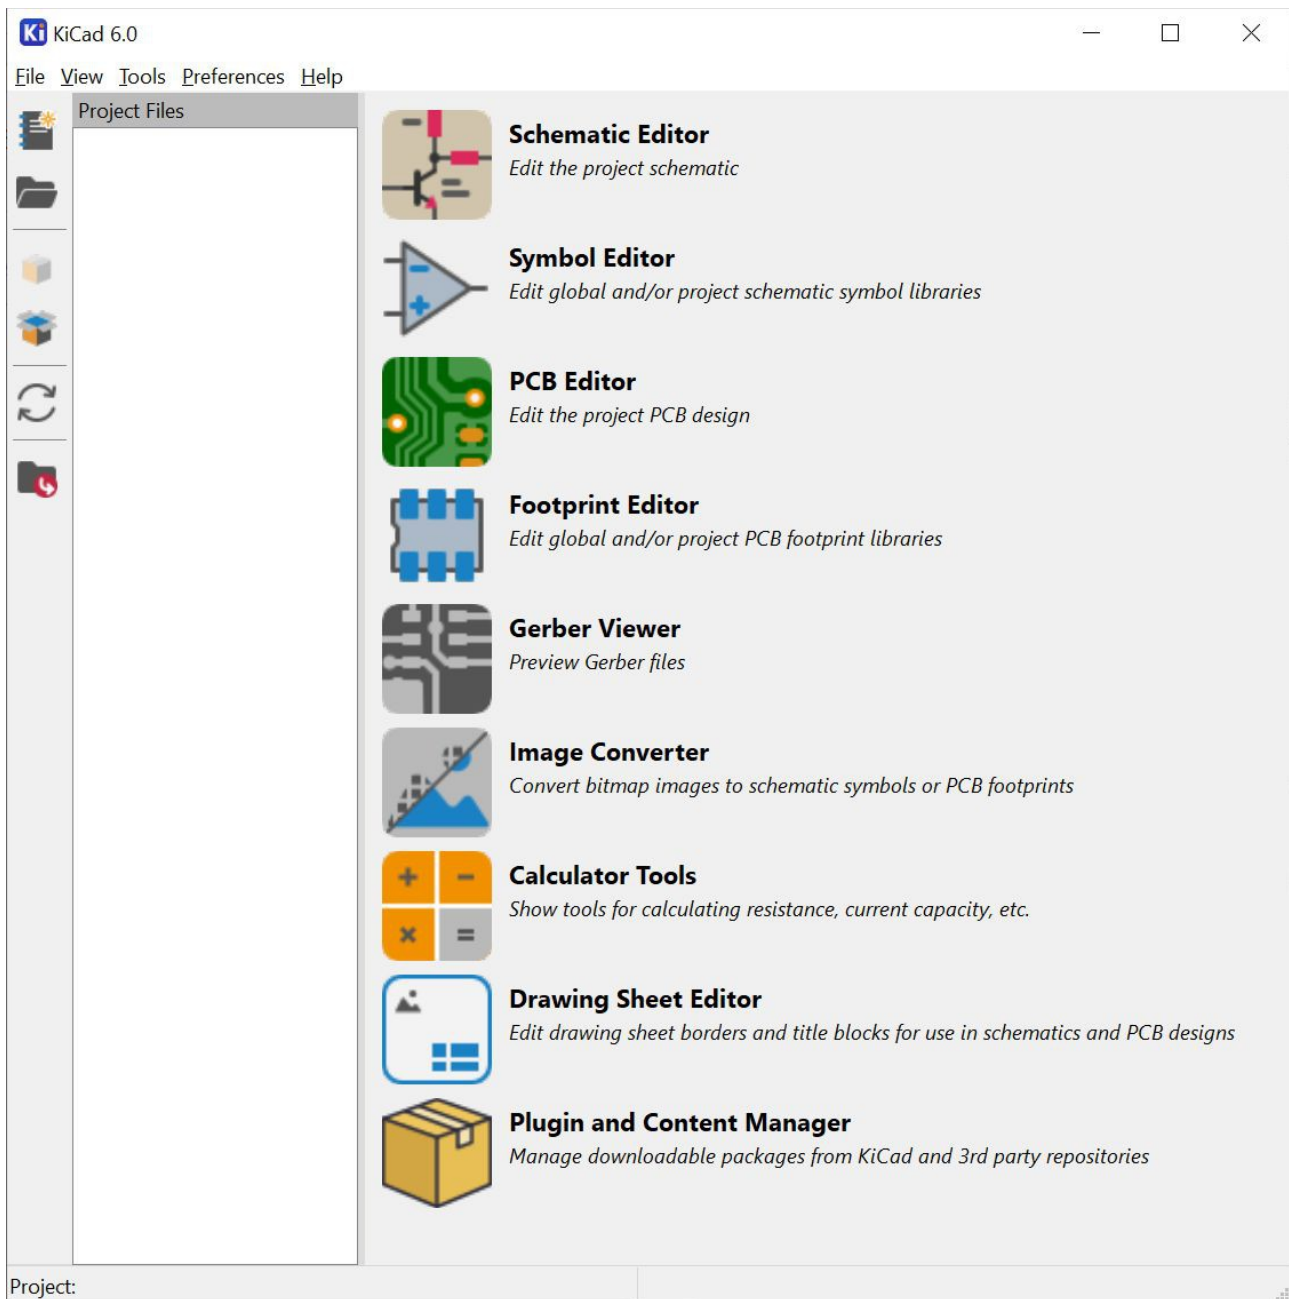 Ki KiCad 6.0
File View Tools Preferences Help
Project Files
Schematic Editor
Edit the project schematic
Symbol Editor
Edit global and/or project schematic symbol libraries
PCB Editor
Edit the project PCB design
Footprint Editor
Edit global and/or project PCB footprint libraries
Gerber Viewer
Preview Gerber files
Image Converter
Convert bitmap images to schematic symbols or PCB footprints
Calculator Tools
Show tools for calculating resistance, current capacity, etc.
Drawing Sheet Editor
Edit drawing sheet borders and title blocks for use in schematics and PCB designs
Plugin and Content Manager
Manage downloadable packages from KiCad and 3rd party repositories
Project: